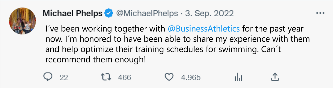 Michael Phelps @MichaelPhelps · 3. Sep. 2022
I've been working together with @BusinessAthletics for the past year
now. I'm honored to have been able to share my experience with them
and help optimize their training schedules for swimming. Can't
recommend them enough!
22 466 4.965